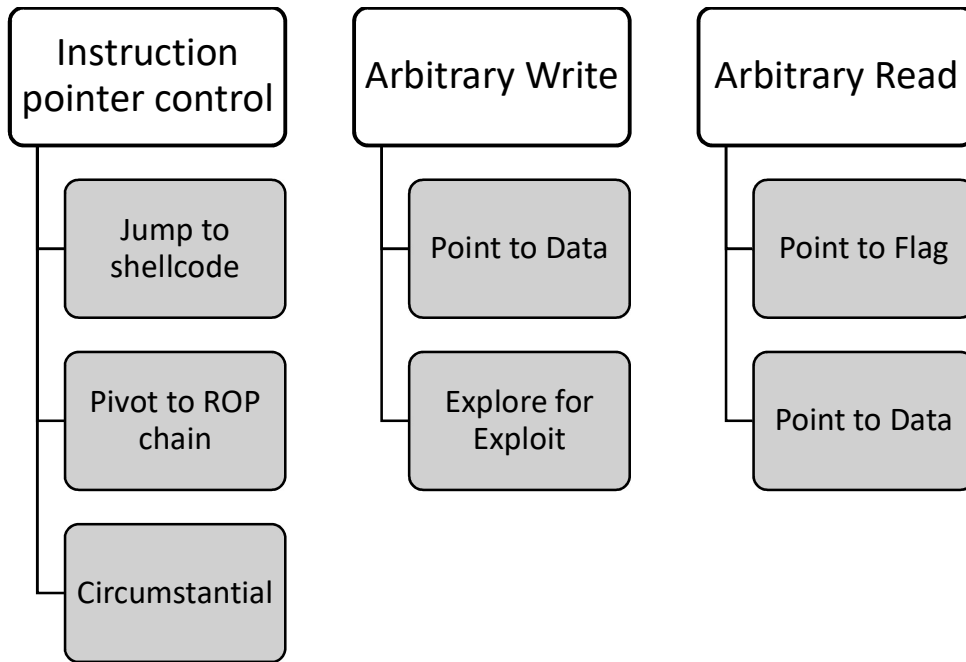 Instruction
pointer control
Jump to
shellcode
Pivot to ROP
chain
Circumstantial
Arbitrary Write
Point to Data
Explore for
Exploit
Arbitrary Read
Point to Flag
Point to Data